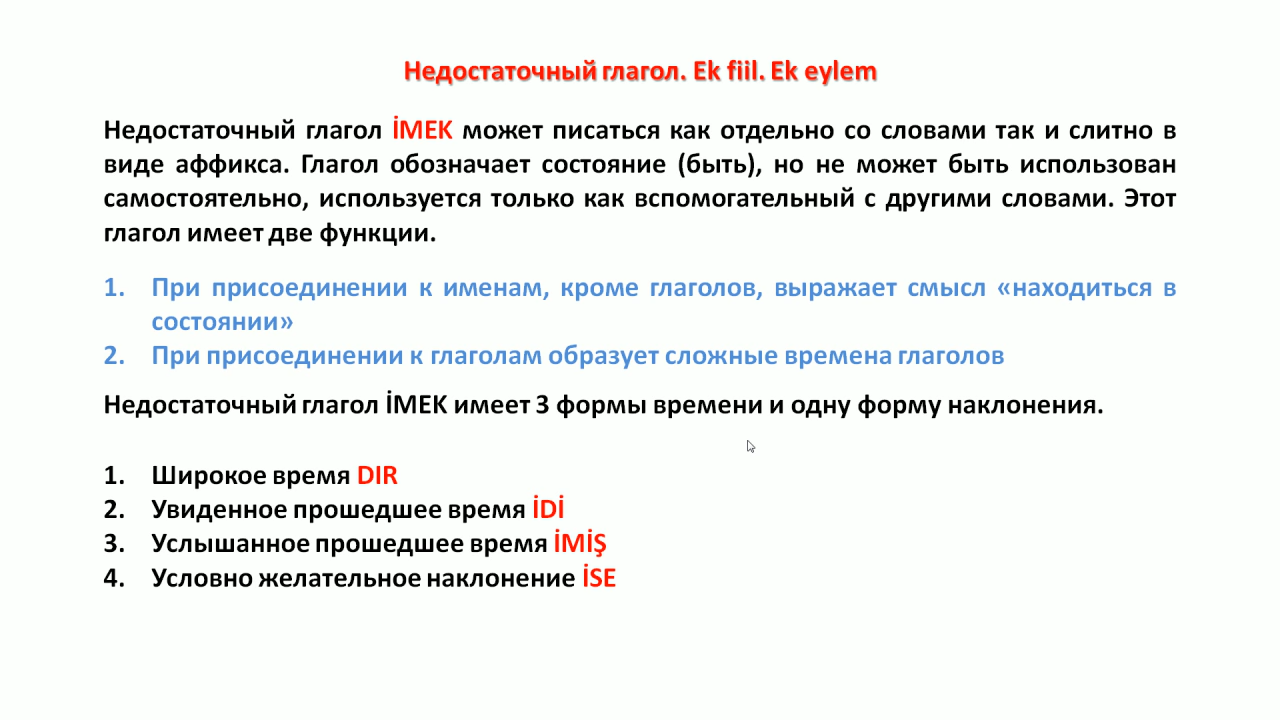 Недостаточный глагол. Ek fiil. Ek eylem
Недостаточный глагол İMEK может писаться как отдельно со словами так и слитно в
виде аффикса. Глагол обозначает состояние (быть), но не может быть использован
самостоятельно, используется только как вспомогательный с другими словами. Этот
глагол имеет две функции.
1. При присоединении к именам, кроме глаголов, выражает смысл «находиться в
состоянии»
2. При присоединении к глаголам образует сложные времена глаголов
Недостаточный глагол İMEK имеет 3 формы времени и одну форму наклонения.
1. Широкое время DIR
2. Увиденное прошедшее время İDİ
3. Услышанное прошедшее время İMİŞ
4. Условно желательное наклонение İSE